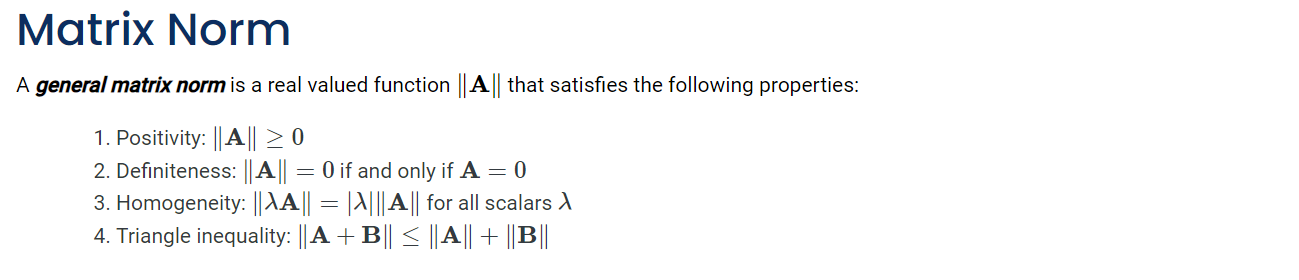 Matrix Norm
A general matrix norm is a real valued function ‖A‖ that satisfies the following properties:
1. Positivity: ‖A‖ ≥ 0
2. Definiteness: ‖A‖ = 0 if and only if A = 0
3. Homogeneity: ‖λA‖ = |λ|‖A‖ for all scalars λ
4. Triangle inequality: ‖A + B‖ ≤ ‖A‖ + ‖B‖